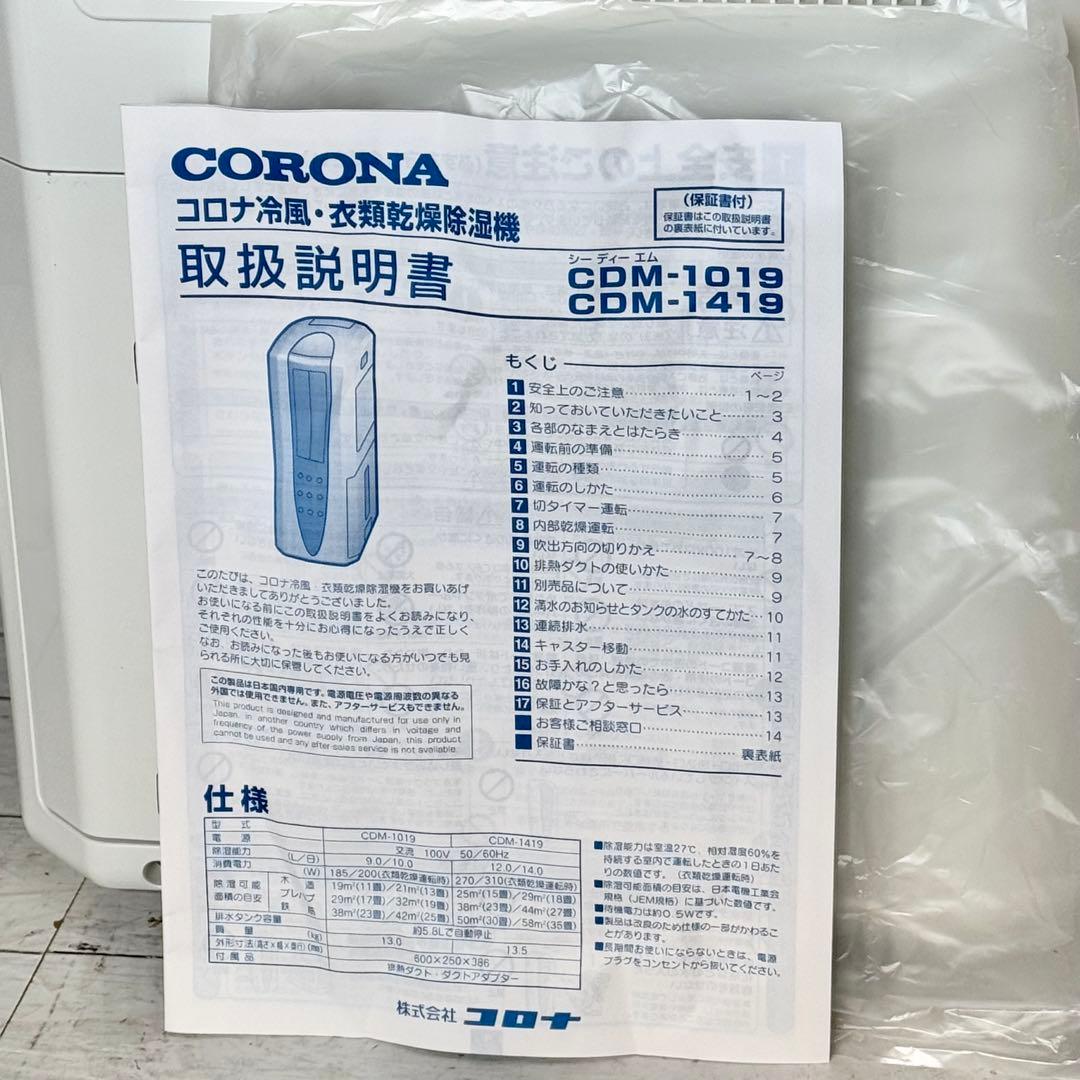 CORONA
コロナ冷風・衣類乾燥除湿機
取扱説明書
(保証書付)
保証書はこの取扱説明書
の裏表紙に付いています。
シー ディー エム
CDM-1019
CDM-1419
もくじ
ページ
1 安全上のご注意 1~2
2 知っておいていただきたいこと 3
3 各部のなまえとはたらき 4
4 運転前の準備 5
5 運転の種類 5
6 運転のしかた 6
7 切タイマー運転 7
8 内部乾燥運転 7
9 吹出方向の切りかえ 7~8
10 排熱ダクトの使いかた 9
11 別売品について 9
12 満水のお知らせとタンクの水のすてかた 10
13 連続排水 11
14 キャスター移動 11
15 お手入れのしかた 12
16 故障かな?と思ったら 13
17 保証とアフターサービス 13
■ お客様ご相談窓口 14
■ 保証書 裏表紙
このたびは、コロナ冷風・衣類乾燥除湿機をお買いあげ
いただきましてありがとうございました。
お使いになる前にこの取扱説明書をよくお読みになり、
それぞれの性能を十分にお心得になったうえで正しく
ご使用ください。
なお、お読みになった後もお使いになる方がいつでも見
られる所に大切に保管してください。
この製品は日本国内専用です。電源電圧や電源周波数の異なる
外国では使用できません。また、アフターサービスもできません。
This product is designed and manufactured for use only in
Japan. in another country which differs in voltage and
frequency of the power supply from Japan, this product
cannot be used and any after-sales service is not available.
仕様
型式 CDM-1019 CDM-1419
電源 交流 100V 50/60Hz
除湿能力 (L/日) 9.0/10.0 12.0/14.0
消費電力 (W) 185/200(衣類乾燥運転時) 270/310(衣類乾燥運転時)
除湿可能面積の目安 木造 19m²(11畳)/21m²(13畳) 25m²(15畳)/29m²(18畳)
プレハブ 29m²(17畳)/32m²(19畳) 38m²(23畳)/44m²(27畳)
鉄筋 38m²(23畳)/42m²(25畳) 50m²(30畳)/58m²(35畳)
排水タンク容量 約5.8Lで自動停止
質量 (kg) 13.0 13.5
外形寸法(高さ×幅×奥行) (mm) 600×250×386
付属品 排熱ダクト・ダクトアダプター
■除湿能力は室温27℃、相対湿度60%を
持続する室内で運転したときの1日あた
りの数値です。(衣類乾燥運転時)
■除湿可能面積の目安は、日本電機工業会
規格(JEM規格)に基づいた数値です。
■待機電力は約0.5Wです。
■製品は改良のため仕様の一部がかわるこ
とがあります。
■長期間お使いにならないときは、電源
プラグをコンセントから抜いてください。
株式会社 コロナ